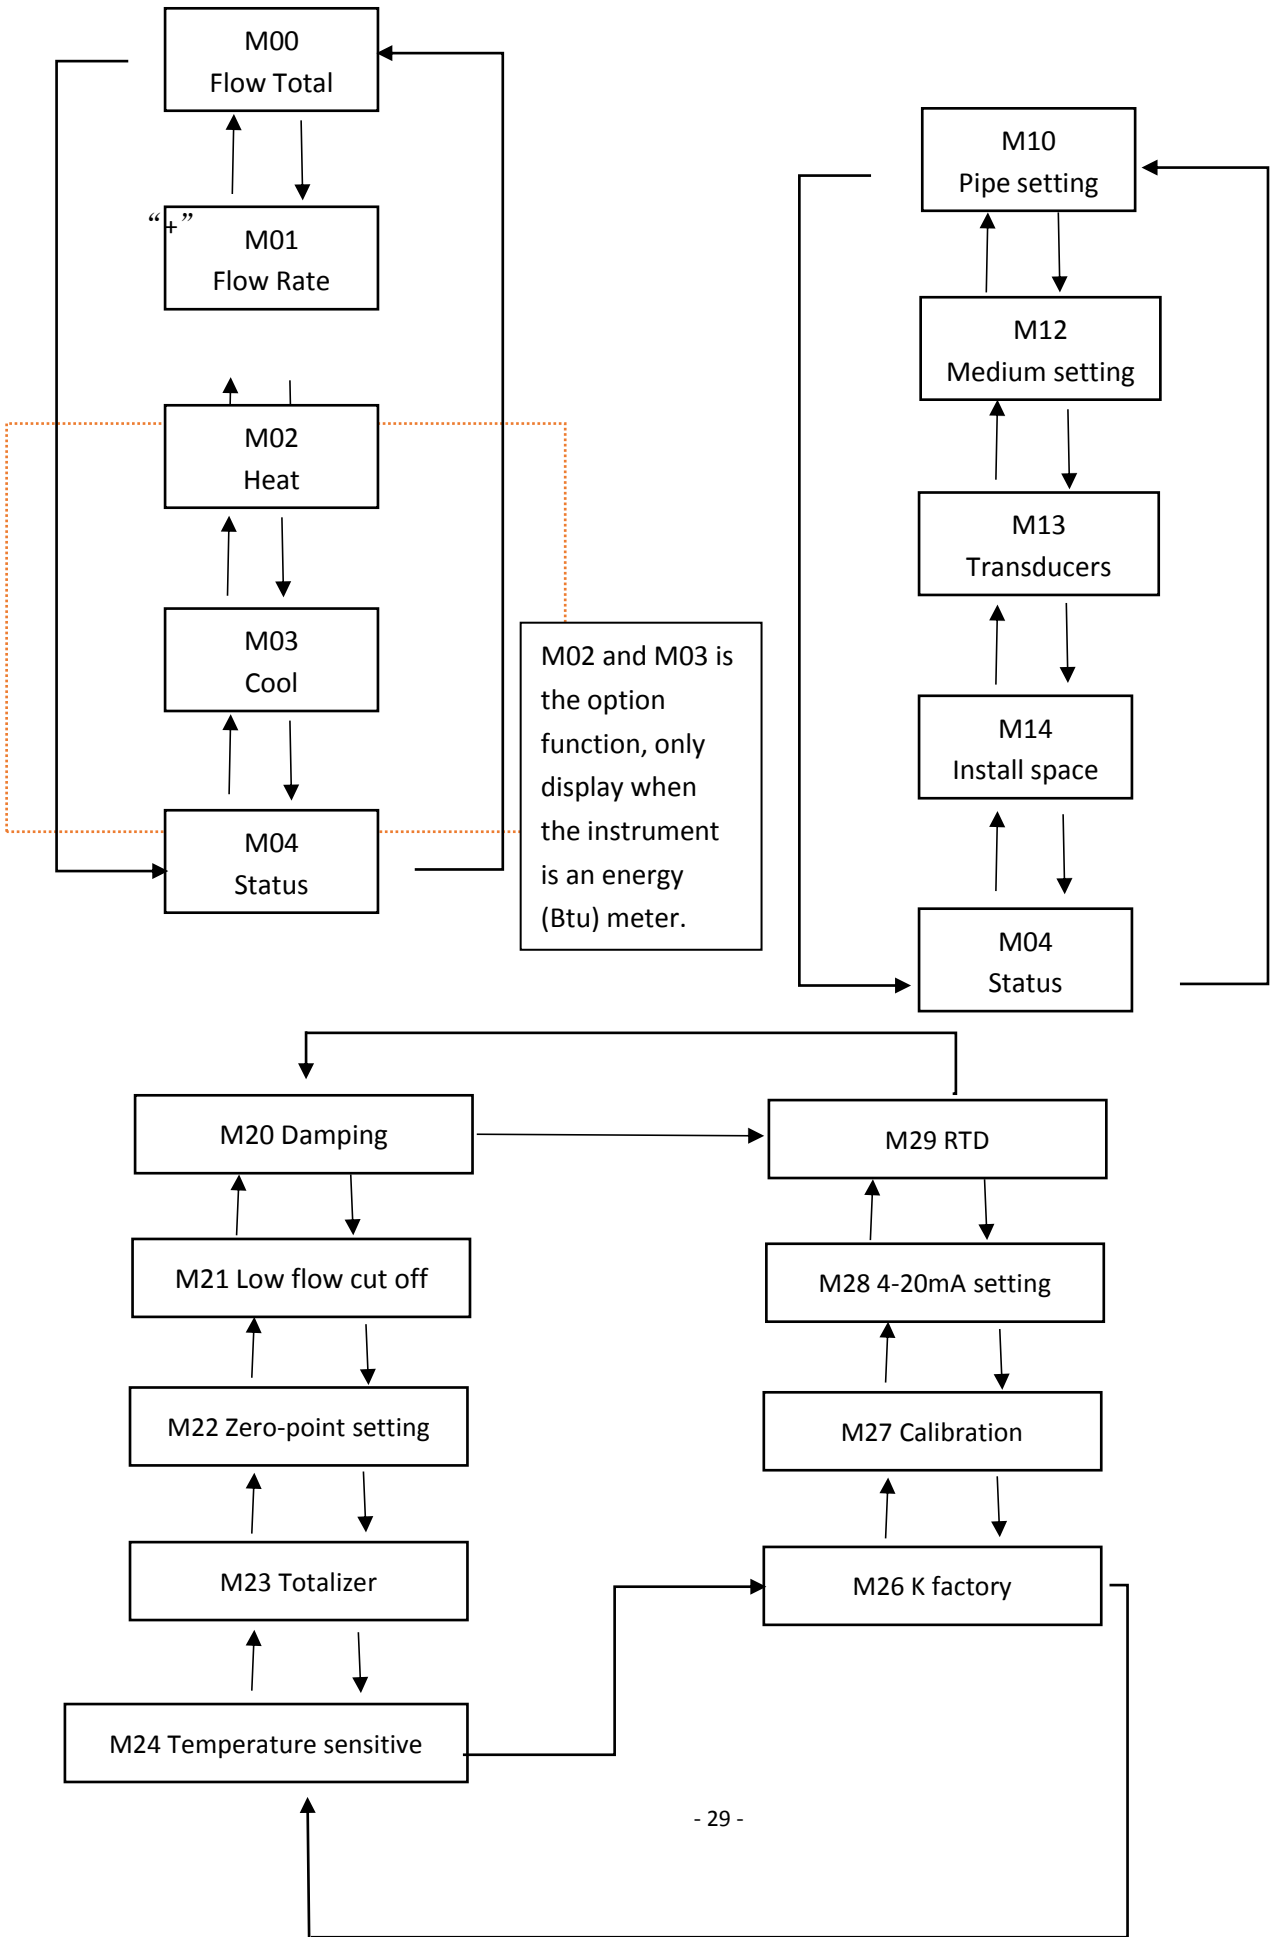 M00
Flow Total
“+”
M01
Flow Rate
M02
Heat
M03
Cool
M04
Status
M02 and M03 is
the option
function, only
display when
the instrument
is an energy
(Btu) meter.
M10
Pipe setting
M12
Medium setting
M13
Transducers
M14
Install space
M04
Status
M20 Damping
M21 Low flow cut off
M22 Zero-point setting
M23 Totalizer
M24 Temperature sensitive
M29 RTD
M28 4-20mA setting
M27 Calibration
M26 K factory
- 29 -